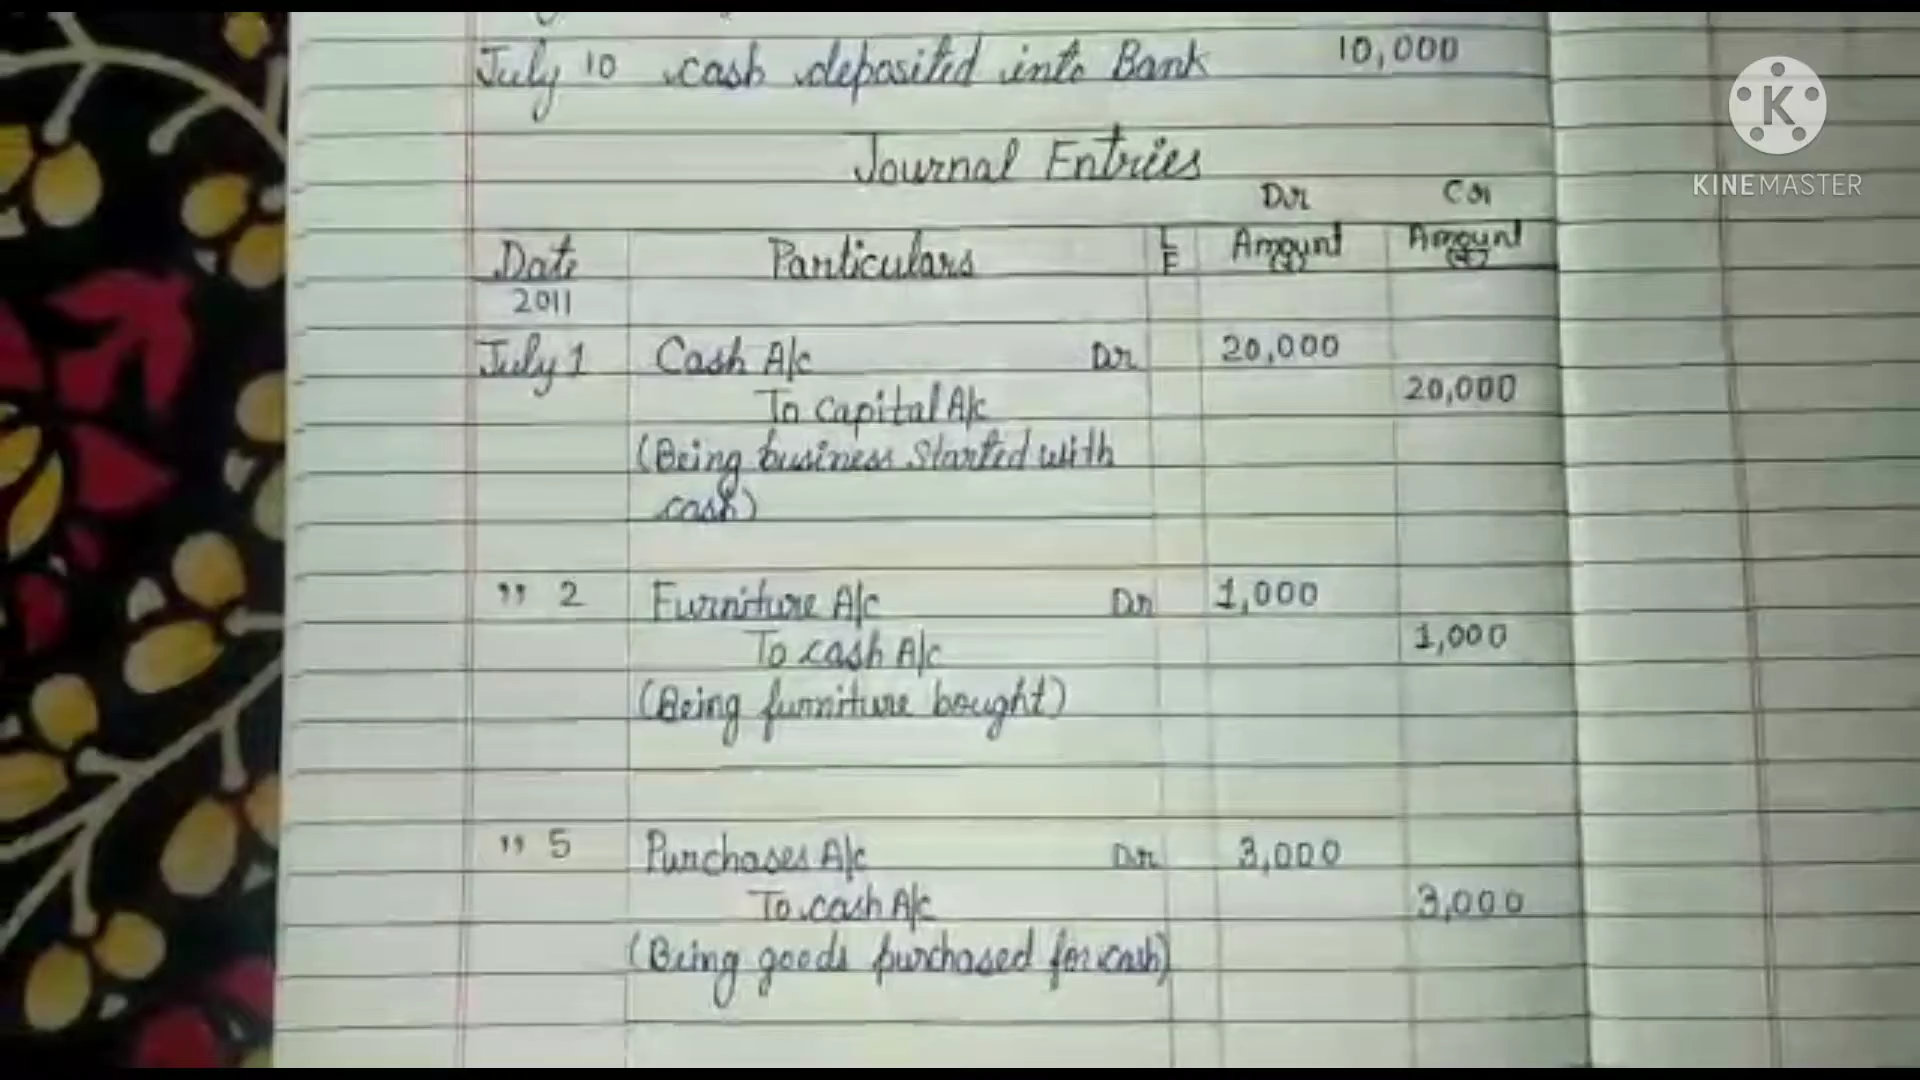 July 10 cash deposited into Bank 10,000
KINEMASTER
Journal Entries
Dr Cr
Date Particulars L F Amount (₹) Amount (₹)
2011
July 1 Cash A/c Dr 20,000
To Capital A/c 20,000
(Being business started with
cash)
" 2 Furniture A/c Dr 1,000
To cash A/c 1,000
(Being furniture bought)
" 5 Purchases A/c Dr 3,000
To cash A/c 3,000
(Being goods purchased for cash)